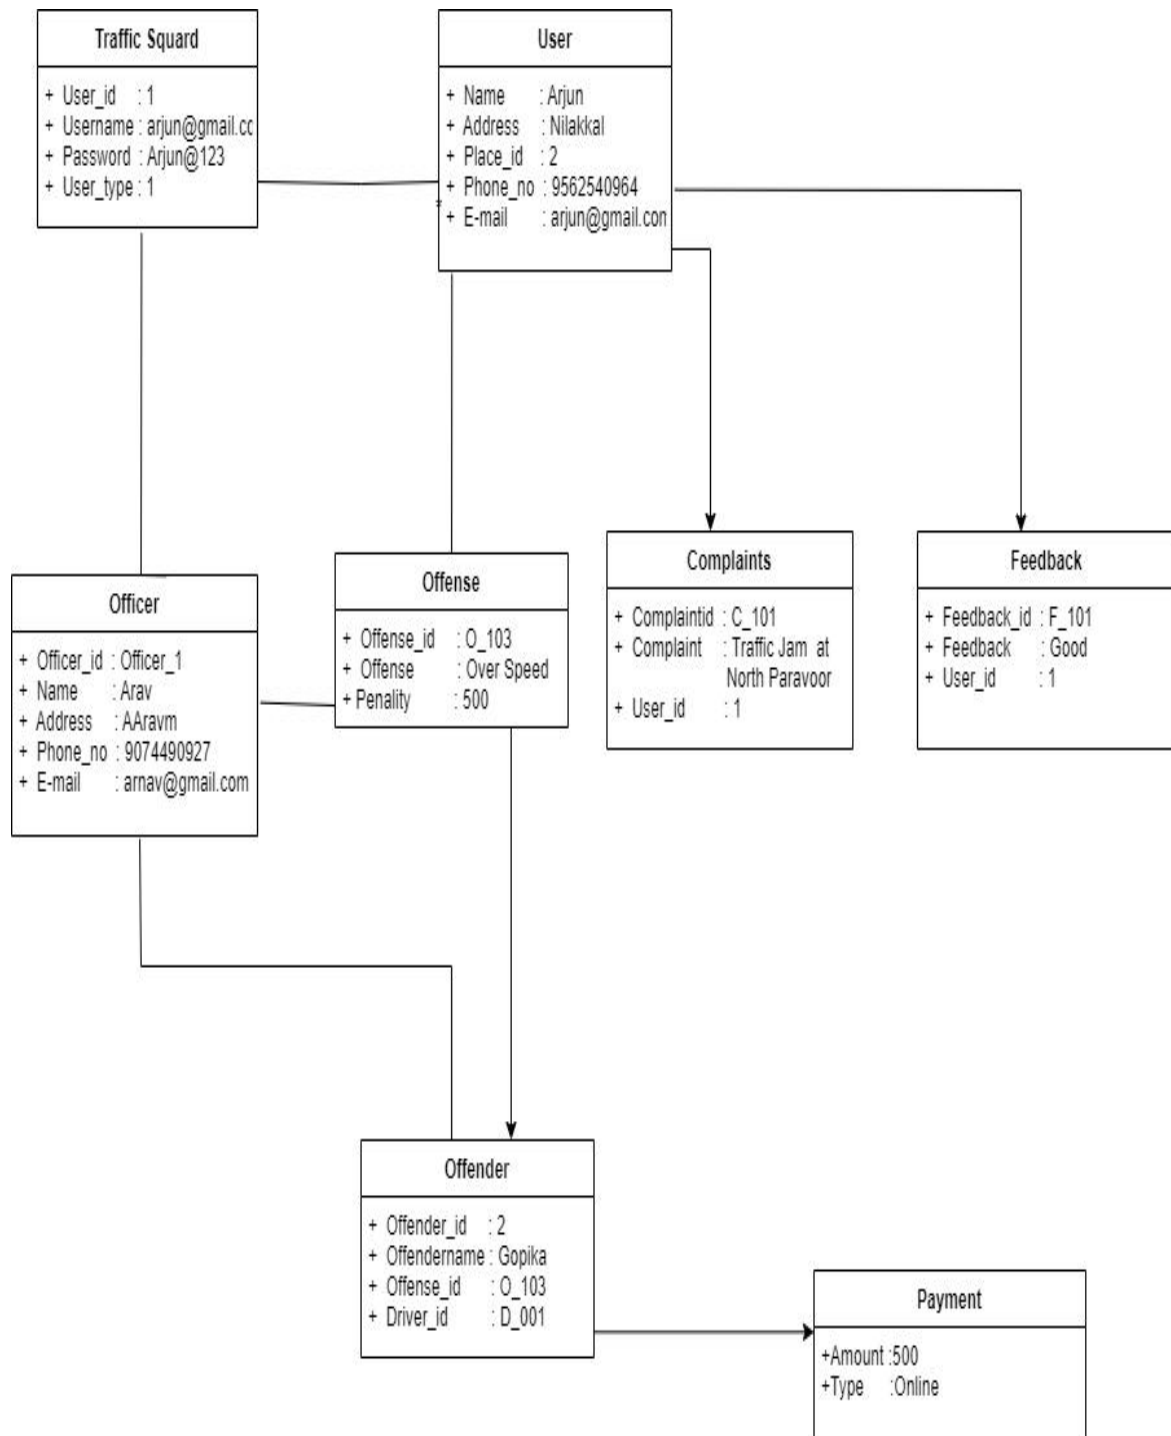 Traffic Squard
+ User_id : 1
+ Username : arjun@gmail.cc
+ Password : Arjun@123
+ User_type : 1
User
+ Name : Arjun
+ Address : Nilakkal
+ Place_id : 2
+ Phone_no : 9562540964
+ E-mail : arjun@gmail.con
*
Officer
+ Officer_id : Officer_1
+ Name : Arav
+ Address : AAravm
+ Phone_no : 9074490927
+ E-mail : arnav@gmail.com
Offense
+ Offense_id : O_103
+ Offense : Over Speed
+ Penality : 500
Complaints
+ Complaintid : C_101
+ Complaint : Traffic Jam at
North Paravoor
+ User_id : 1
Feedback
+ Feedback_id : F_101
+ Feedback : Good
+ User_id : 1
Offender
+ Offender_id : 2
+ Offendername : Gopika
+ Offense_id : O_103
+ Driver_id : D_001
Payment
+Amount :500
+Type :Online